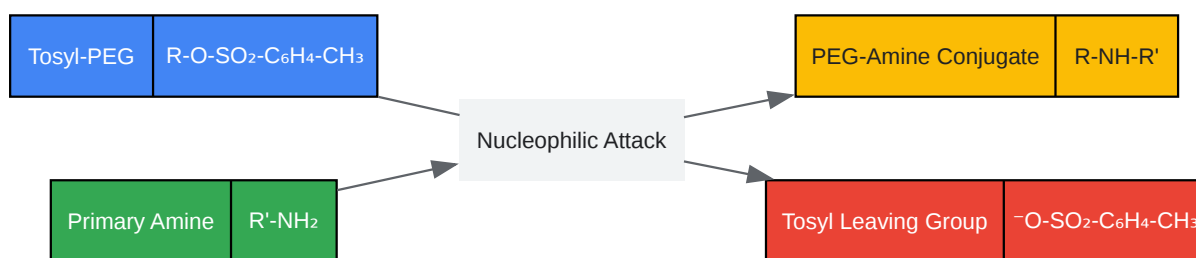 Tosyl-PEG
R-O-SO₂-C₆H₄-CH₃
PEG-Amine Conjugate
R-NH-R'
Nucleophilic Attack
Primary Amine
R'-NH₂
Tosyl Leaving Group
⁻O-SO₂-C₆H₄-CH₃